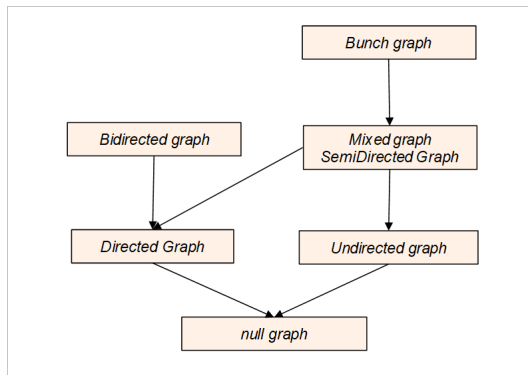 Bunch graph
Bidirected graph
Mixed graph
SemiDirected Graph
Directed Graph
Undirected graph
null graph